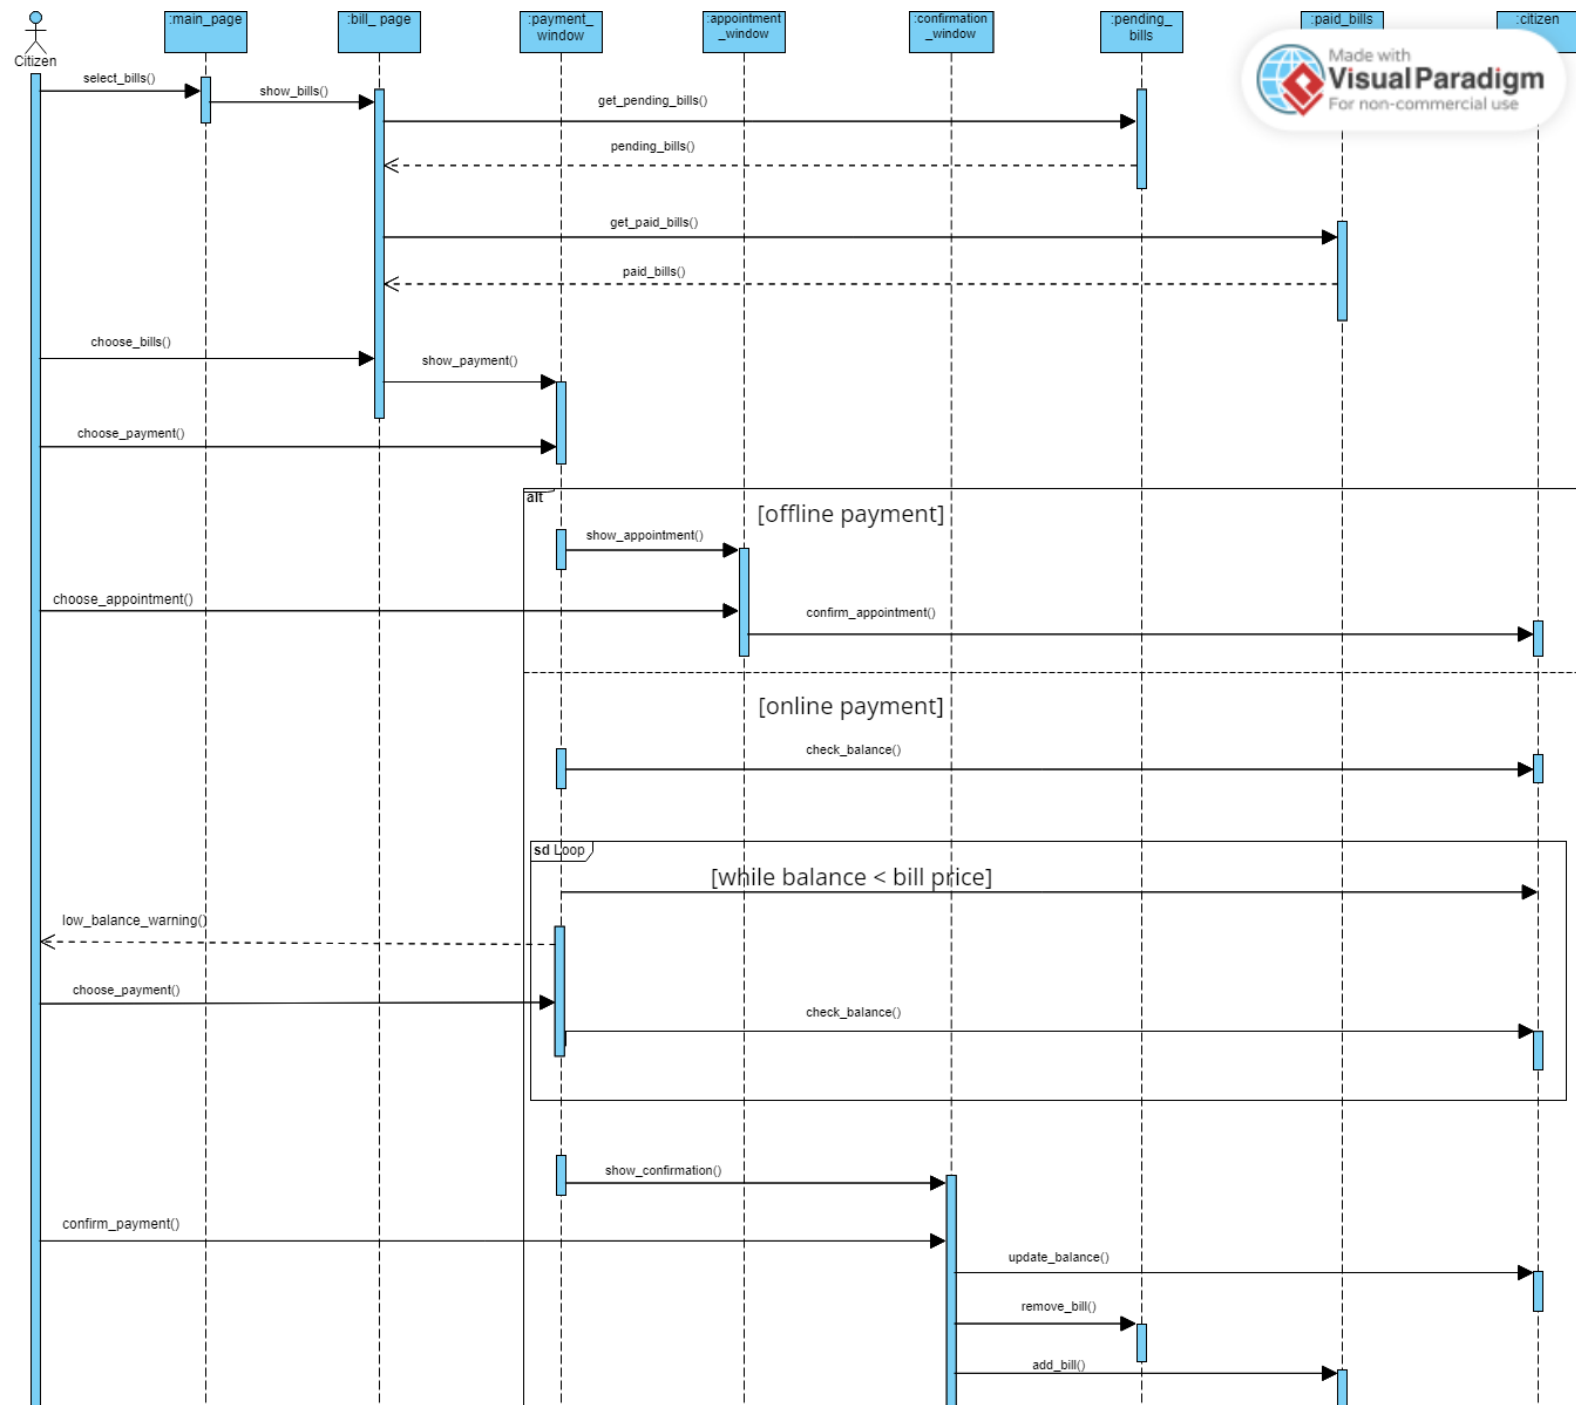 :main_page
:bill_ page
:payment_
window
:appointment
_window
:confirmation
_window
:pending_
bills
:paid_bills
:citizen
Citizen
Made with
Visual Paradigm
For non-commercial use
select_bills()
show_bills()
get_pending_bills()
pending_bills()
get_paid_bills()
paid_bills()
choose_bills()
show_payment()
choose_payment()
alt
[offline payment]
show_appointment()
choose_appointment()
confirm_appointment()
[online payment]
check_balance()
sd Loop
[while balance < bill price]
low_balance_warning()
choose_payment()
check_balance()
show_confirmation()
confirm_payment()
update_balance()
remove_bill()
add_bill()